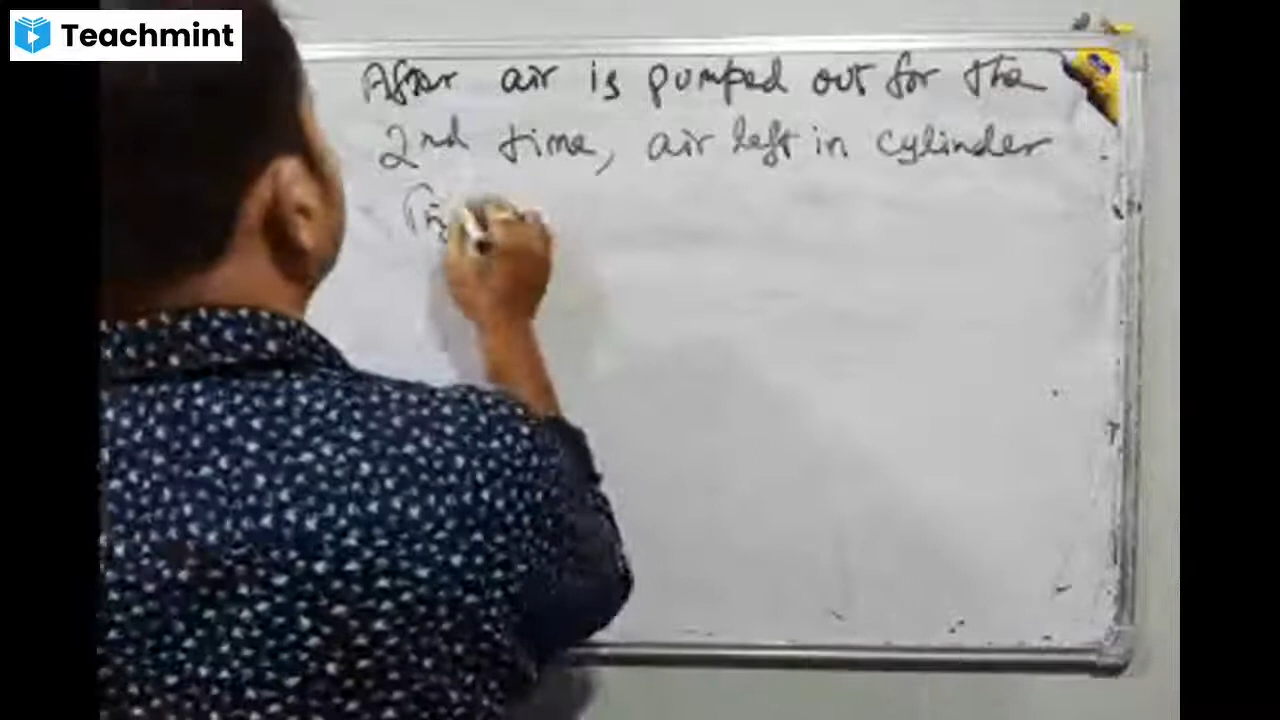 Teachmint
After air is pumped out for the
2nd time, air left in cylinder